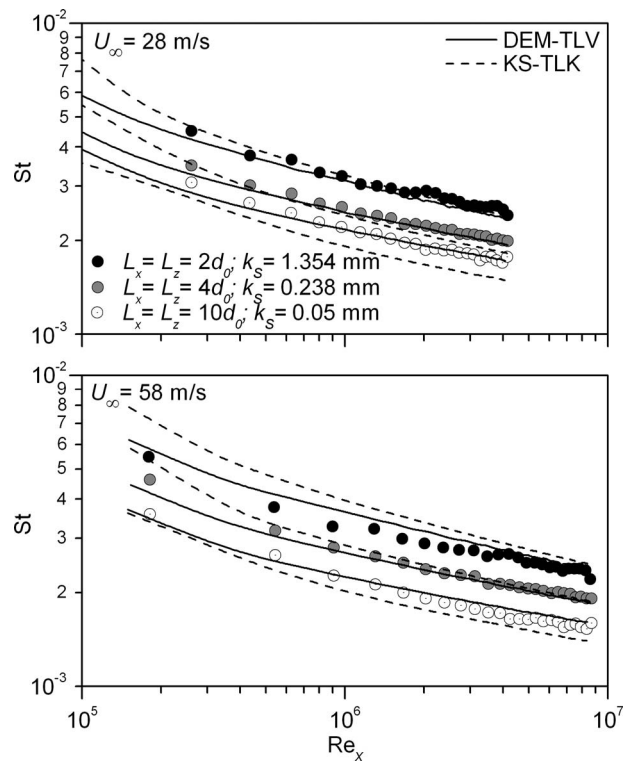 10⁻²
9
8
7
6
5
4
3
2
10⁻³
St
U∞ = 28 m/s
DEM-TLV
KS-TLK
Lx = Lz = 2d0; kS = 1.354 mm
Lx = Lz = 4d0; kS = 0.238 mm
Lx = Lz = 10d0; kS = 0.05 mm
10⁻²
9
8
7
6
5
4
3
2
10⁻³
St
U∞ = 58 m/s
10⁵
10⁶
10⁷
Rex